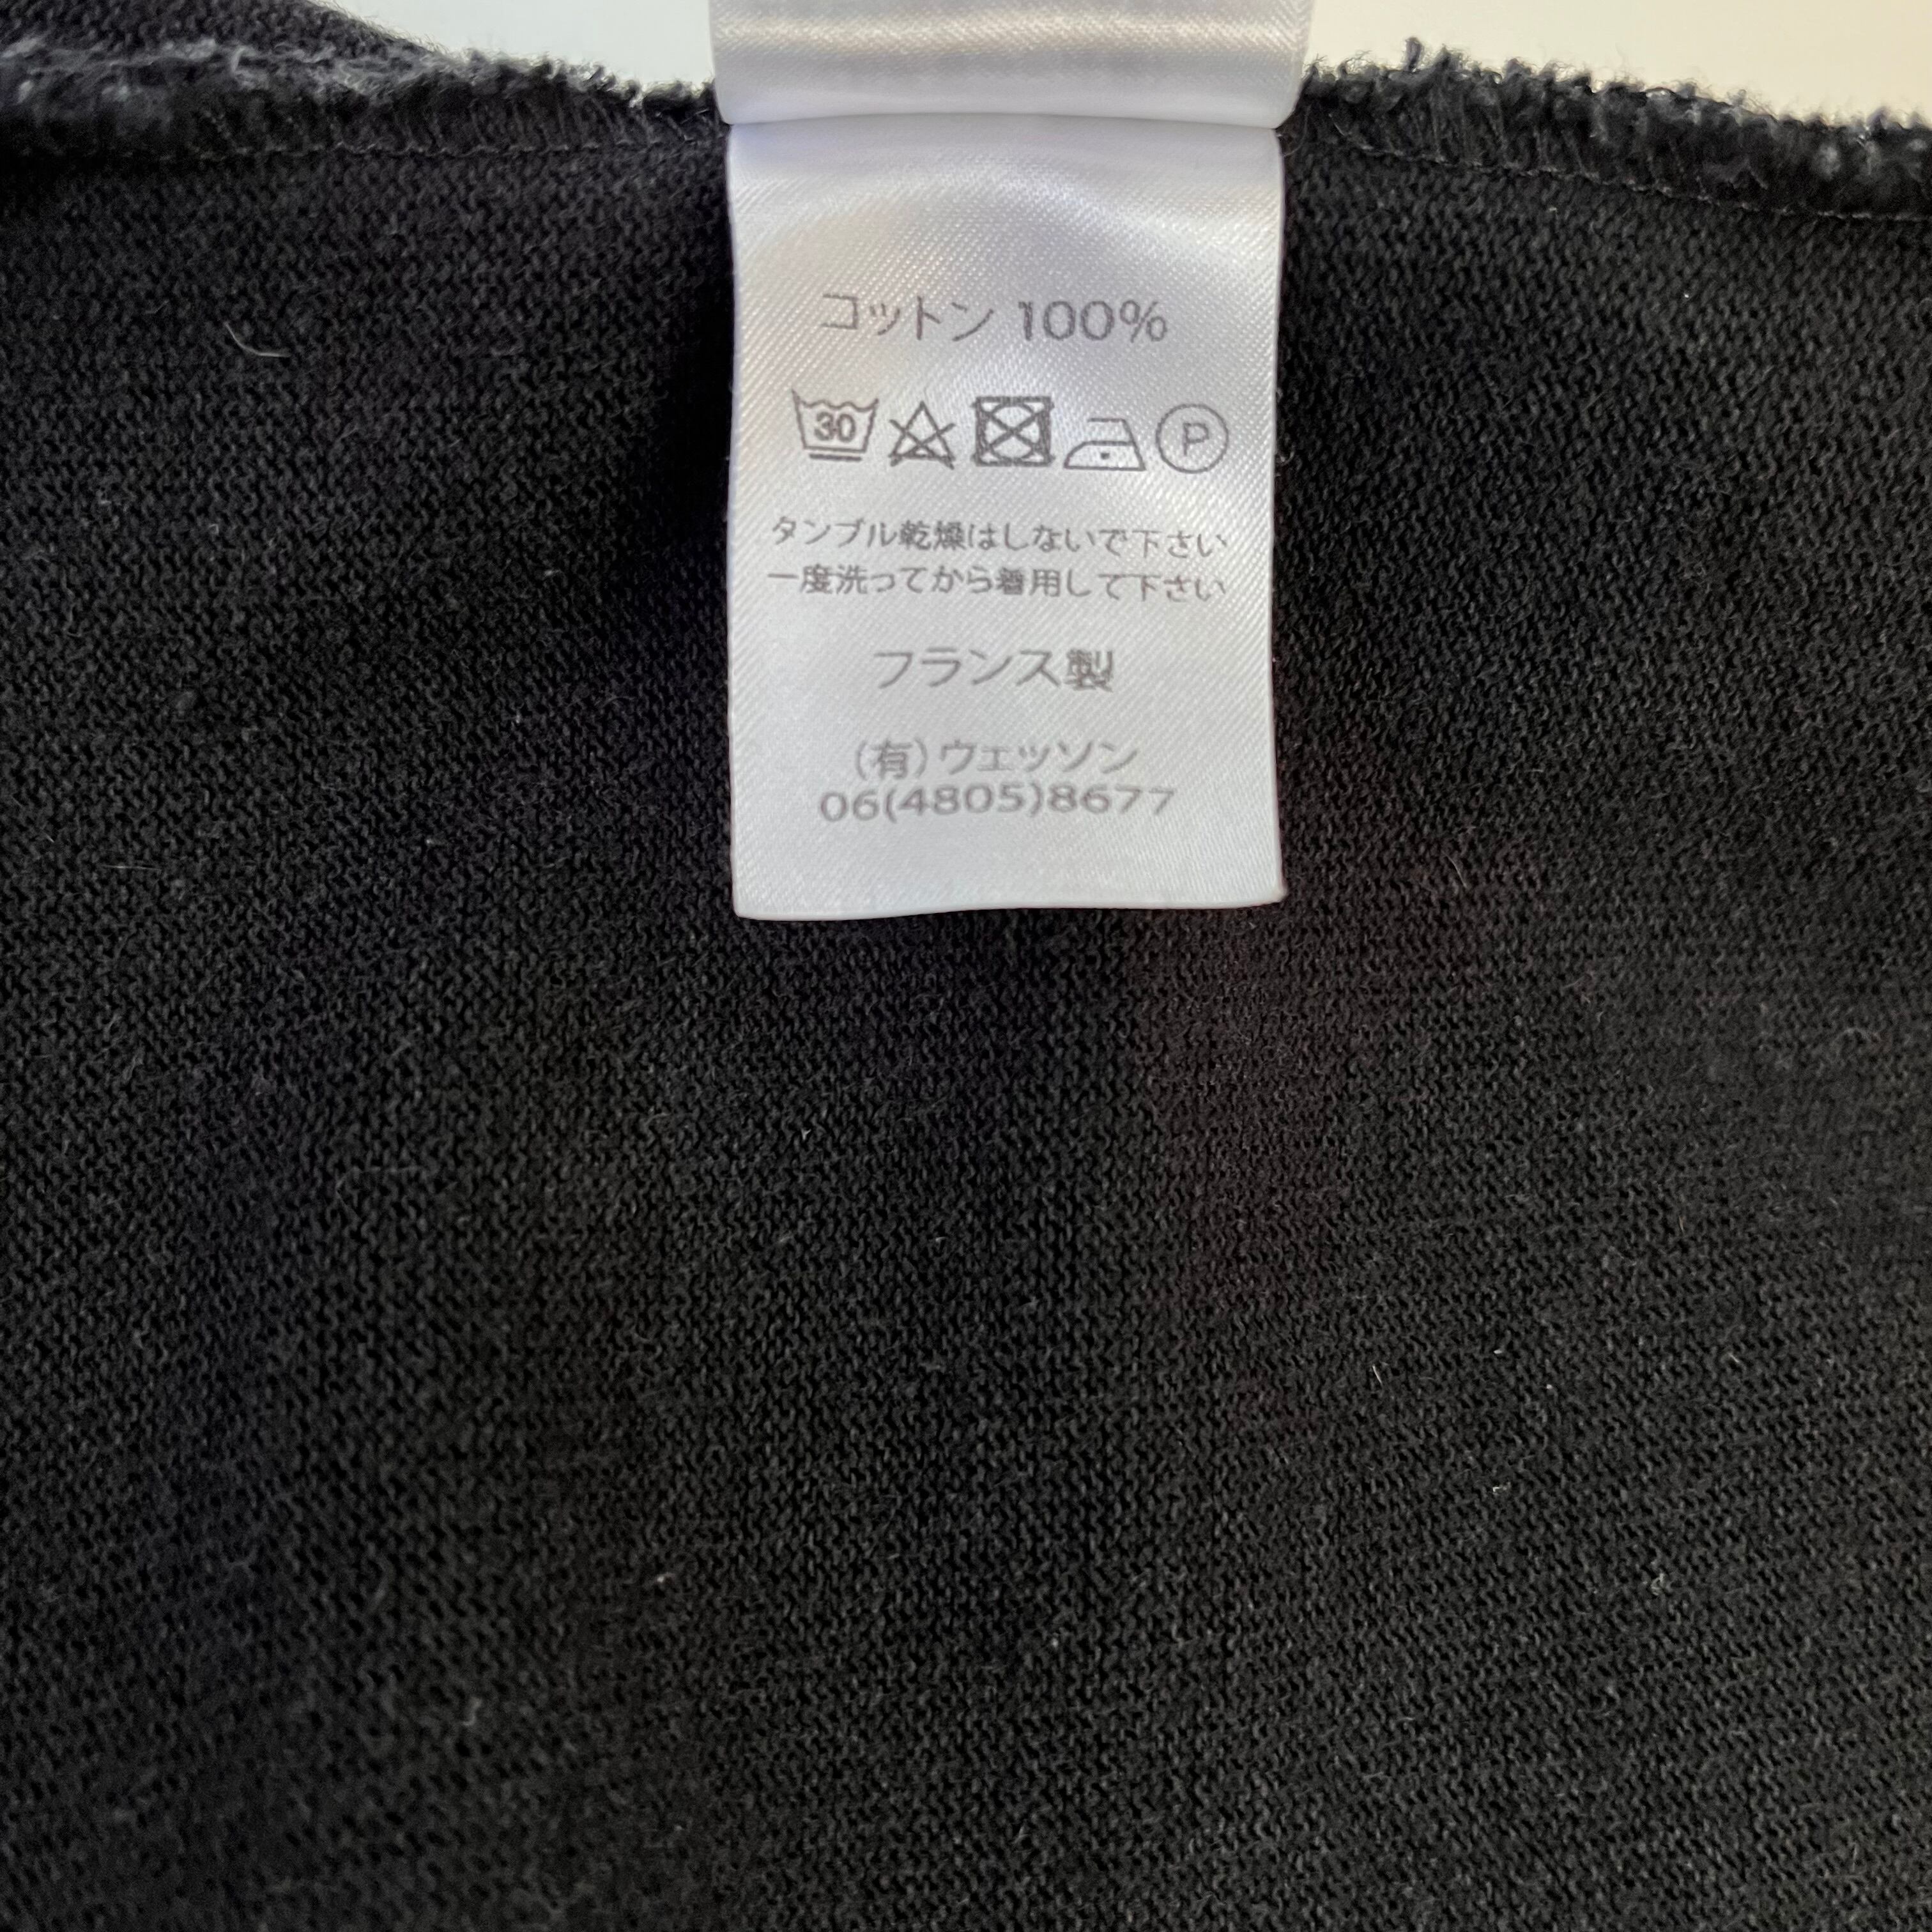 コットン 100%
30 P
タンブル乾燥はしないで下さい
一度洗ってから着用して下さい
フランス製
(有)ウェッソン
06(4805)8677